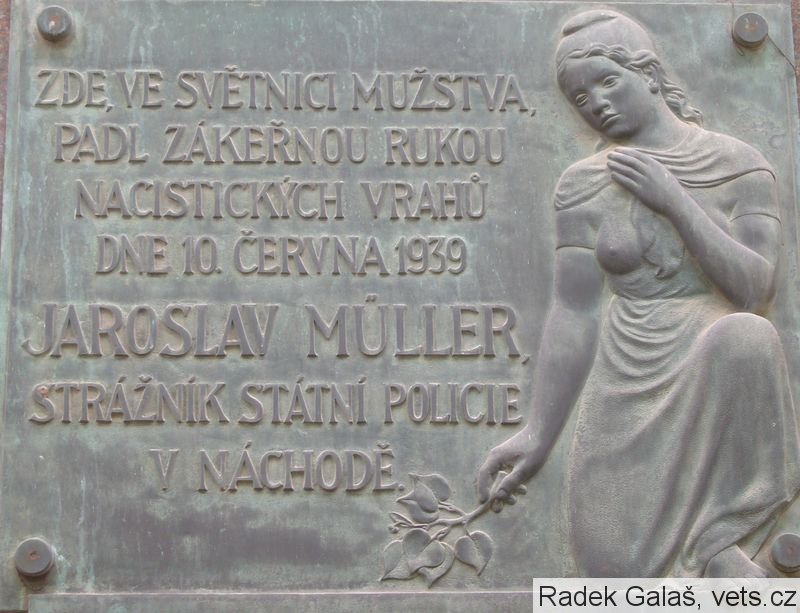 ZDE, VE SVĚTNICI MUŽSTVA,
PADL ZÁKEŘNOU RUKOU
NACISTICKÝCH VRAHŮ
DNE 10. ČERVNA 1939
JAROSLAV MÜLLER,
STRÁŽNÍK STÁTNÍ POLICIE
V NÁCHODĚ.
Radek Galaš, vets.cz